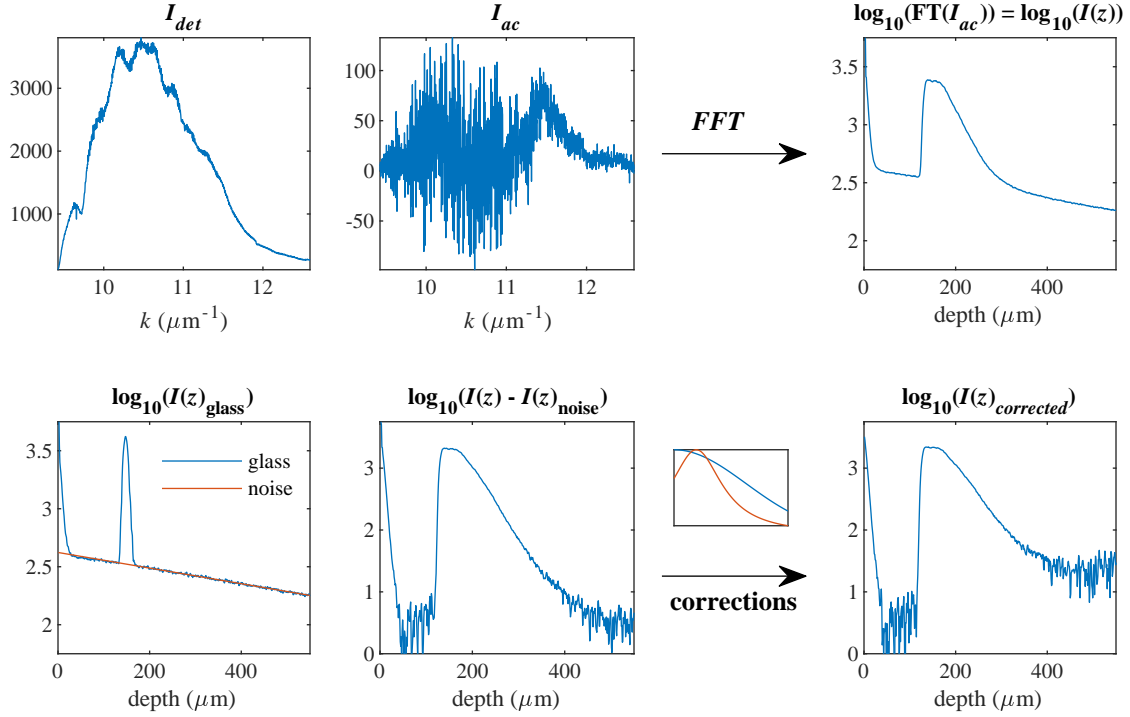 I_det
3000
2000
1000
10 11 12
k (μm⁻¹)
I_ac
100
50
0
-50
10 11 12
k (μm⁻¹)
FFT
log₁₀(FT(I_ac)) = log₁₀(I(z))
3.5
3
2.5
2
0 200 400
depth (μm)
log₁₀(I(z)_glass)
3.5
3
2.5
2
glass
noise
0 200 400
depth (μm)
log₁₀(I(z) - I(z)_noise)
3
2
1
0
0 200 400
depth (μm)
corrections
log₁₀(I(z)_corrected)
3
2
1
0
0 200 400
depth (μm)